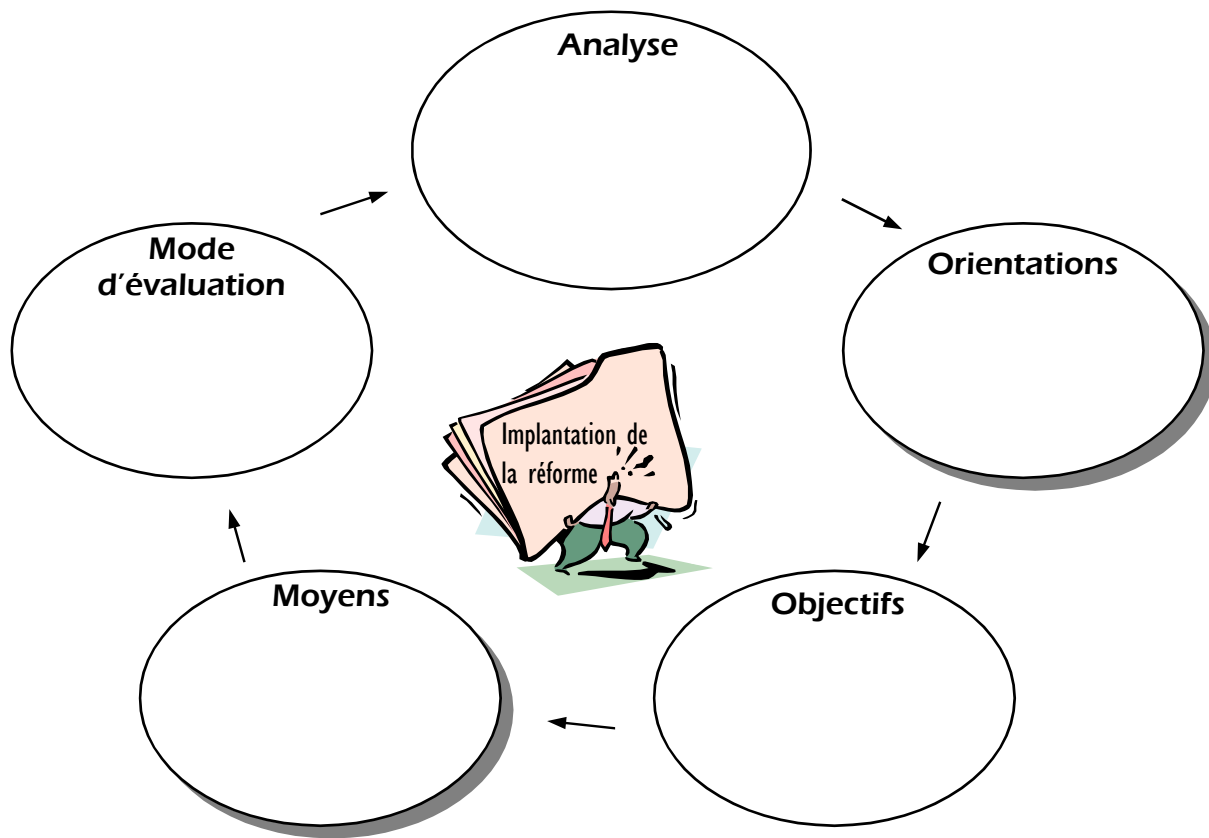 Analyse
Orientations
Objectifs
Moyens
Mode
d'évaluation
Implantation de
la réforme